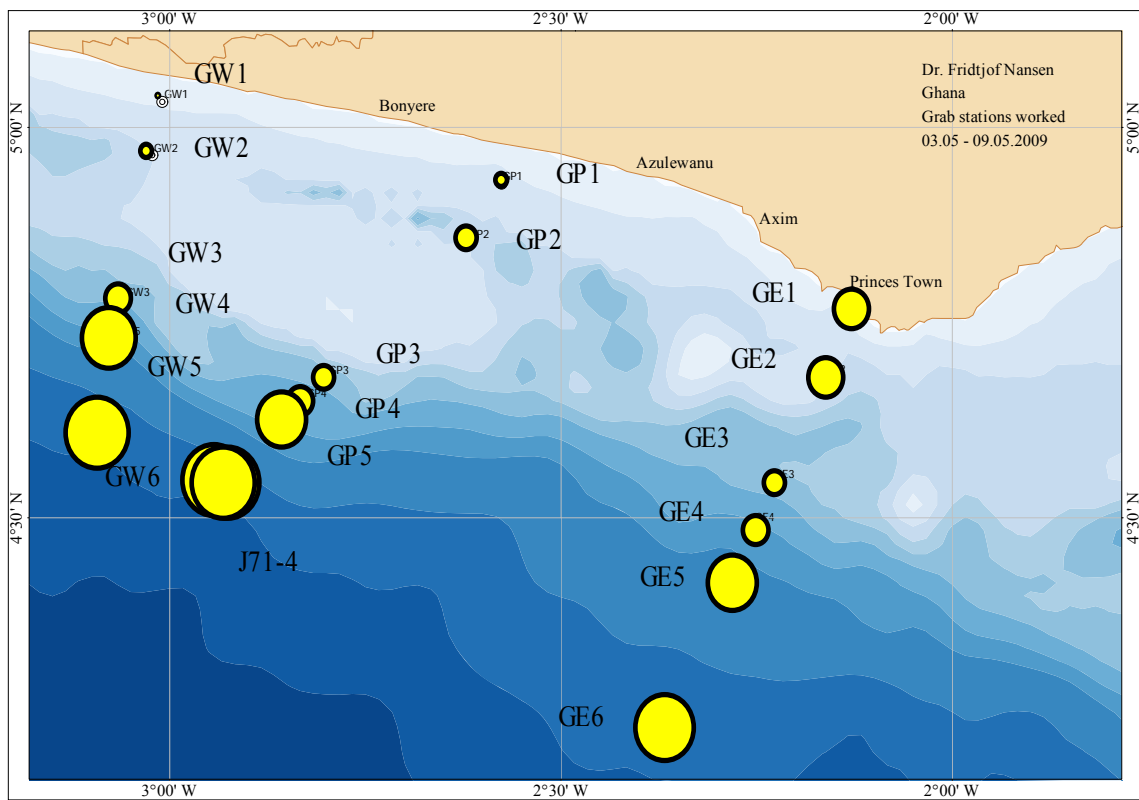 3°00' W 2°30' W 2°00' W
Dr. Fridtjof Nansen
Ghana
Grab stations worked
03.05 - 09.05.2009
GW1
GW1
Bonyere
5°00' N 5°00' N
GW2
GW2
Azulewanu
GP1
GP1
Axim
GP2
P2
GW3
Princes Town
GW3
GE1
GW4
GP3
GE2
GW5
GP3
GP4
GP4
GE3
GP5
GW6
E3
GE4
GE4
4°30' N 4°30' N
J71-4
GE5
GE6
3°00' W 2°30' W 2°00' W